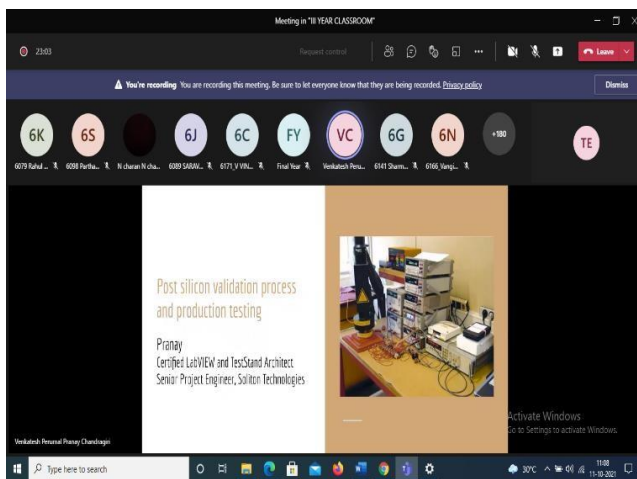 Meeting in "III YEAR CLASSROOM"
23:03
Request control
Leave
You're recording You are recording this meeting. Be sure to let everyone know that they are being recorded. Privacy policy
Dismiss
6K 6S 6J 6C FY VC 6G 6N +180
TE
6079 Rahul ... 6098 Partha... N charan N cha... 6089 SARAV... 6171_V VIN... Final Year Venkatesh Peru... 6141 Sharm... 6166_Vangi...
Post silicon validation process
and production testing
Pranay
Certified LabVIEW and TestStand Architect
Senior Project Engineer, Soliton Technologies
Activate Windows
Go to Settings to activate Windows.
Venkatesh Perumal Pranay Chandragiri
Type here to search
30°C
11:08
11-10-2021